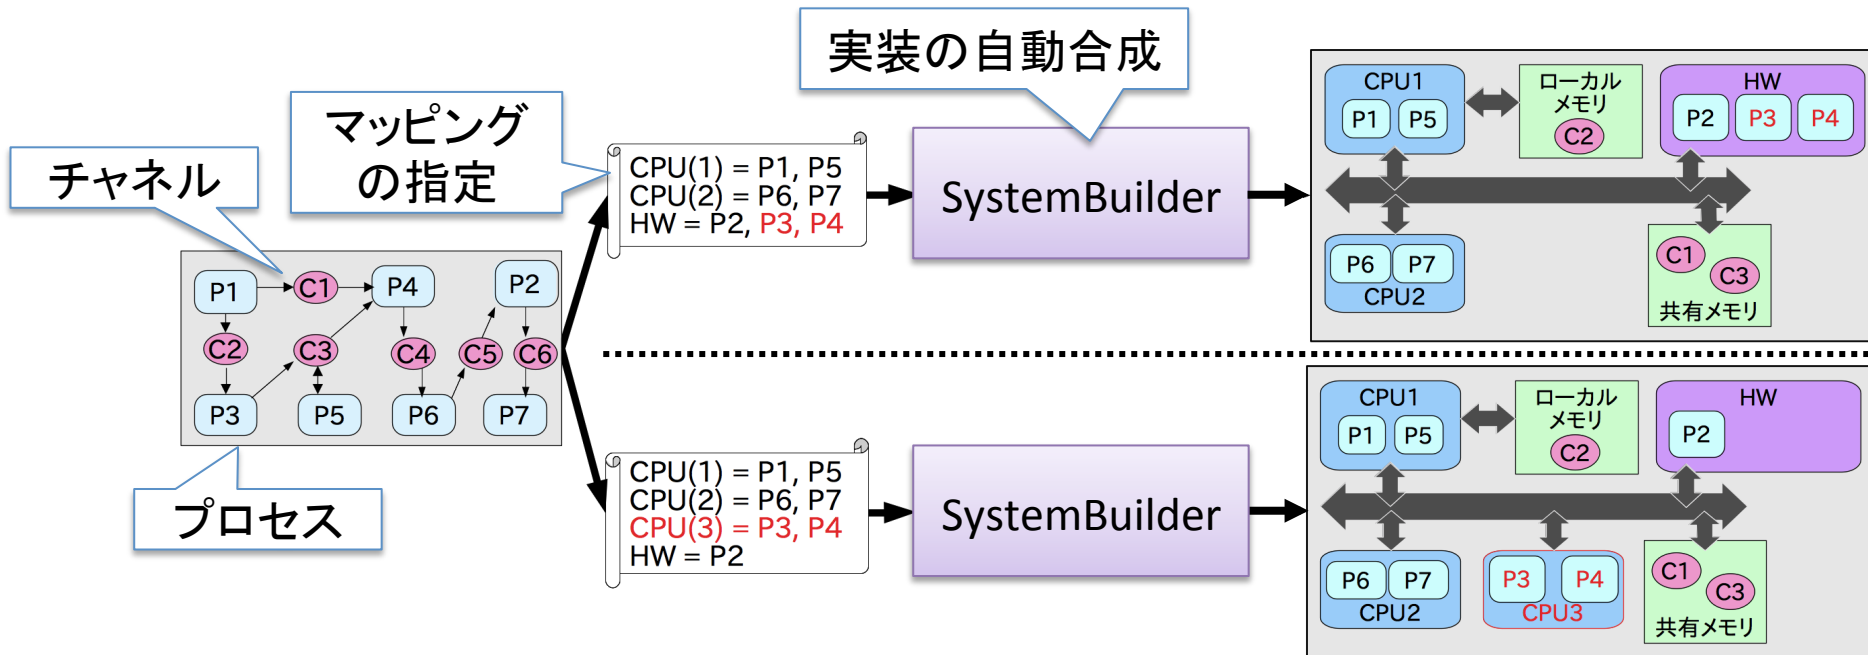 チャネル
マッピング
の指定
実装の自動合成
プロセス
P1
C1
P4
P2
C2
C3
C4
C5
C6
P3
P5
P6
P7
CPU(1) = P1, P5
CPU(2) = P6, P7
HW = P2, P3, P4
SystemBuilder
CPU1
P1 P5
ローカル
メモリ
C2
HW
P2 P3 P4
P6 P7
CPU2
C1
C3
共有メモリ
CPU(1) = P1, P5
CPU(2) = P6, P7
CPU(3) = P3, P4
HW = P2
SystemBuilder
CPU1
P1 P5
ローカル
メモリ
C2
HW
P2
P6 P7
CPU2
P3 P4
CPU3
C1
C3
共有メモリ